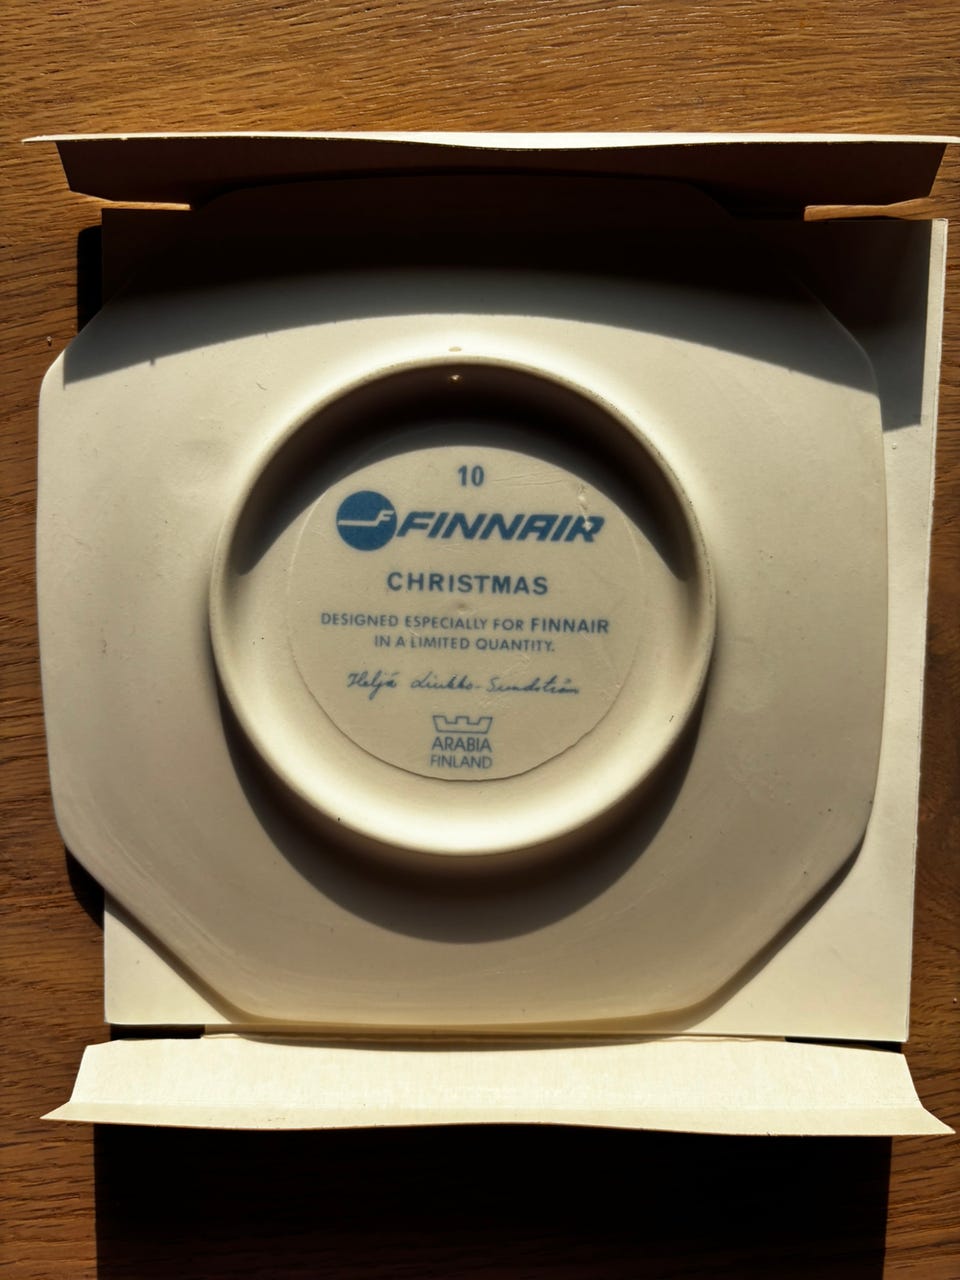 10
FINNAIR
CHRISTMAS
DESIGNED ESPECIALLY FOR FINNAIR
IN A LIMITED QUANTITY.
Heljä Liukko-Sundström
ARABIA
FINLAND